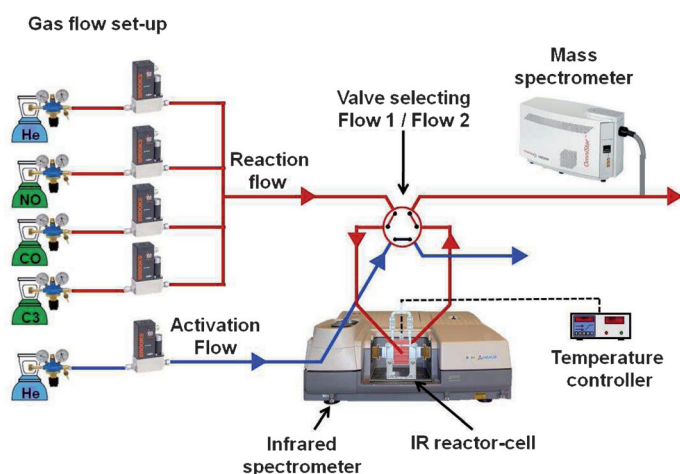 Gas flow set-up
Mass
spectrometer
Valve selecting
Flow 1 / Flow 2
He
NO
Reaction
flow
CO
C3
Activation
Flow
He
Temperature
controller
Infrared
spectrometer
IR reactor-cell